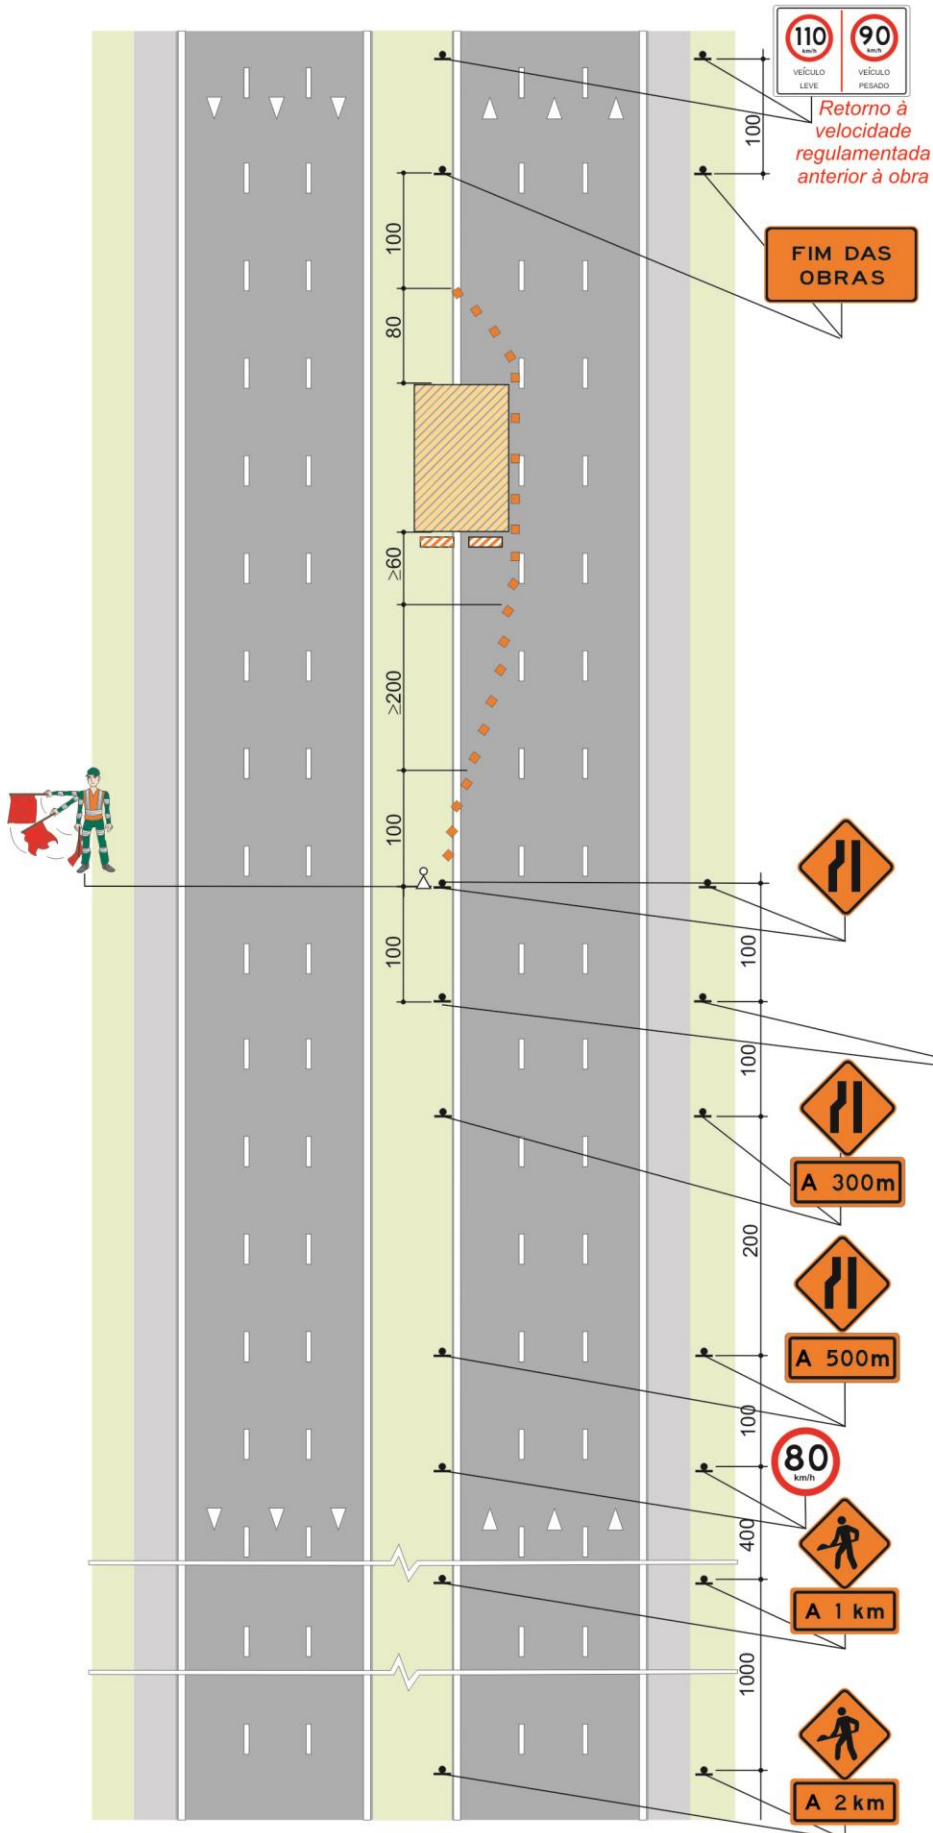 110
km/h
VEÍCULO
LEVE
90
km/h
VEÍCULO
PESADO
Retorno à
velocidade
regulamentada
anterior à obra
100
FIM DAS
OBRAS
100
80
≥60
≥200
100
100
100
100
A 300m
200
A 500m
100
80
km/h
400
A 1 km
1000
A 2 km